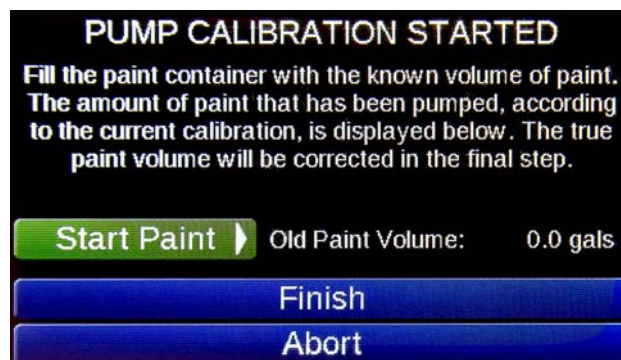 PUMP CALIBRATION STARTED
Fill the paint container with the known volume of paint.
The amount of paint that has been pumped, according
to the current calibration, is displayed below. The true
paint volume will be corrected in the final step.
Start Paint Old Paint Volume: 0.0 gals
Finish
Abort